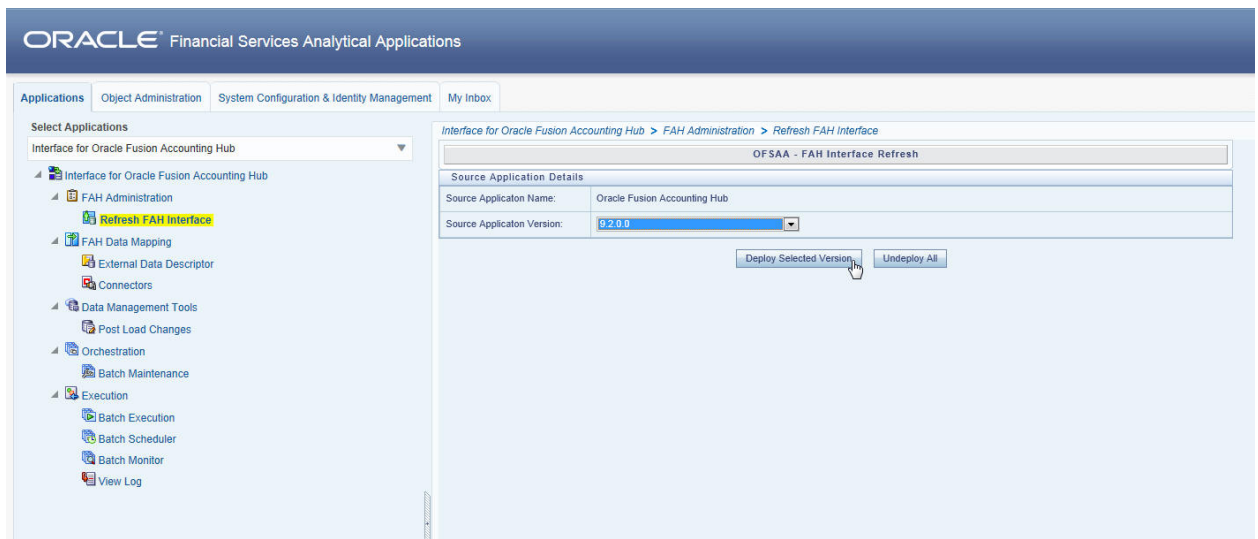 ORACLE® Financial Services Analytical Applications
Applications Object Administration System Configuration & Identity Management My Inbox
Select Applications
Interface for Oracle Fusion Accounting Hub
Interface for Oracle Fusion Accounting Hub
FAH Administration
Refresh FAH Interface
FAH Data Mapping
External Data Descriptor
Connectors
Data Management Tools
Post Load Changes
Orchestration
Batch Maintenance
Execution
Batch Execution
Batch Scheduler
Batch Monitor
View Log
Interface for Oracle Fusion Accounting Hub > FAH Administration > Refresh FAH Interface
OFSAA - FAH Interface Refresh
Source Application Details
Source Applicaton Name: Oracle Fusion Accounting Hub
Source Applicaton Version: 9.2.0.0
Deploy Selected Version Undeploy All